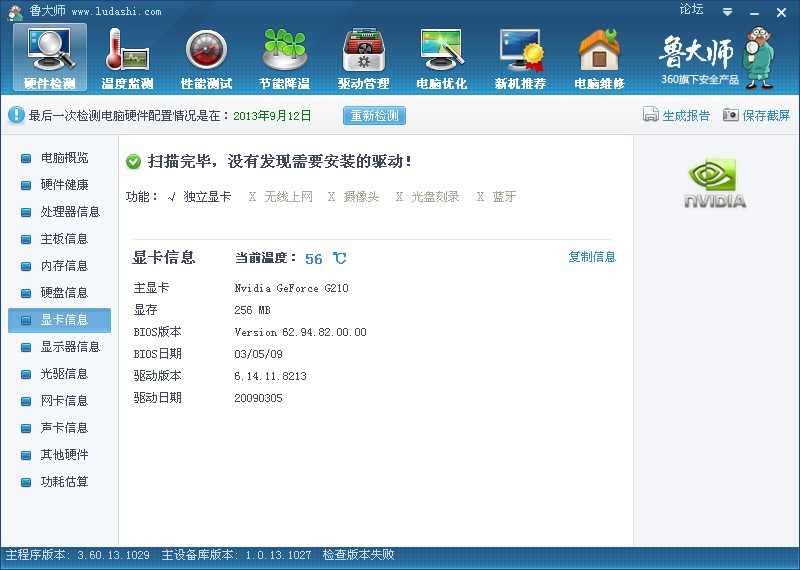 鲁大师 www.ludashi.com 论坛
硬件检测 温度监测 性能测试 节能降温 驱动管理 电脑优化 新机推荐 电脑维修
鲁大师
360旗下安全产品
最后一次检测电脑硬件配置情况是在：2013年9月12日 重新检测 生成报告 保存截屏
电脑概览
硬件健康
处理器信息
主板信息
内存信息
硬盘信息
显卡信息
显示器信息
光驱信息
网卡信息
声卡信息
其他硬件
功耗估算
扫描完毕，没有发现需要安装的驱动！
功能： √ 独立显卡 X 无线上网 X 摄像头 X 光盘刻录 X 蓝牙
显卡信息 当前温度： 56 ℃ 复制信息
主显卡 Nvidia GeForce G210
显存 256 MB
BIOS版本 Version 62.94.82.00.00
BIOS日期 03/05/09
驱动版本 6.14.11.8213
驱动日期 20090305
NVIDIA
主程序版本: 3.60.13.1029 主设备库版本: 1.0.13.1027 检查版本失败